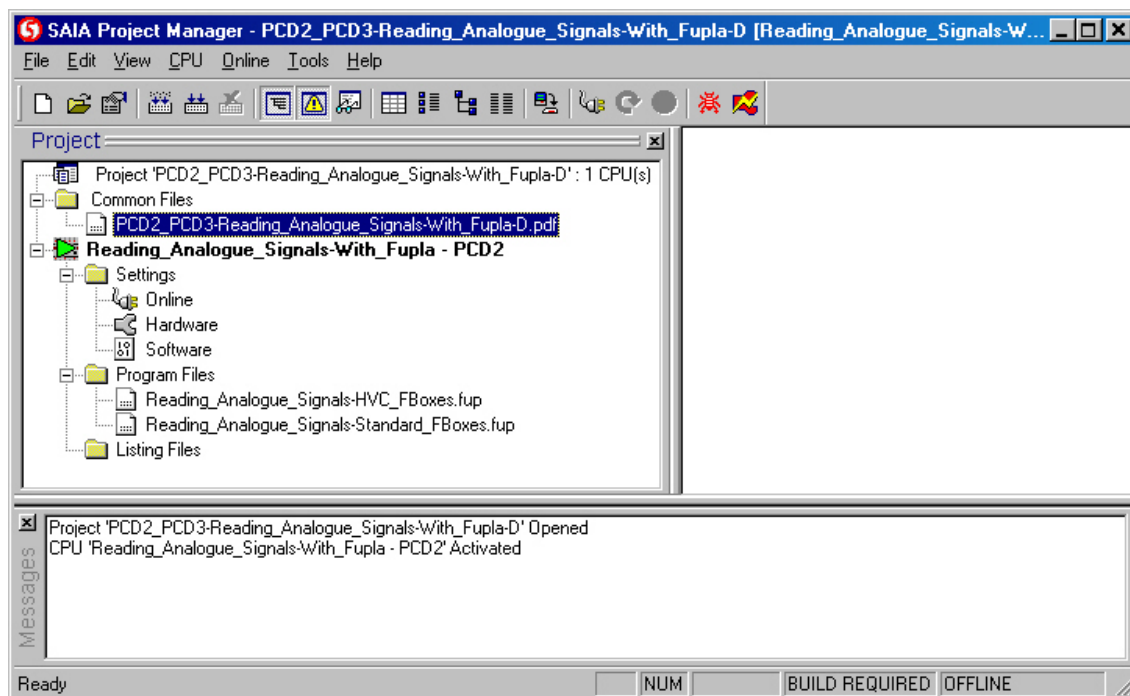 SAIA Project Manager - PCD2_PCD3-Reading_Analogue_Signals-With_Fupla-D [Reading_Analogue_Signals-W...
File Edit View CPU Online Tools Help
Project
Project 'PCD2_PCD3-Reading_Analogue_Signals-With_Fupla-D' : 1 CPU(s)
Common Files
PCD2_PCD3-Reading_Analogue_Signals-With_Fupla-D.pdf
Reading_Analogue_Signals-With_Fupla - PCD2
Settings
Online
Hardware
Software
Program Files
Reading_Analogue_Signals-HVC_FBoxes.fup
Reading_Analogue_Signals-Standard_FBoxes.fup
Listing Files
Messages
Project 'PCD2_PCD3-Reading_Analogue_Signals-With_Fupla-D' Opened
CPU 'Reading_Analogue_Signals-With_Fupla - PCD2' Activated
Ready NUM BUILD REQUIRED OFFLINE